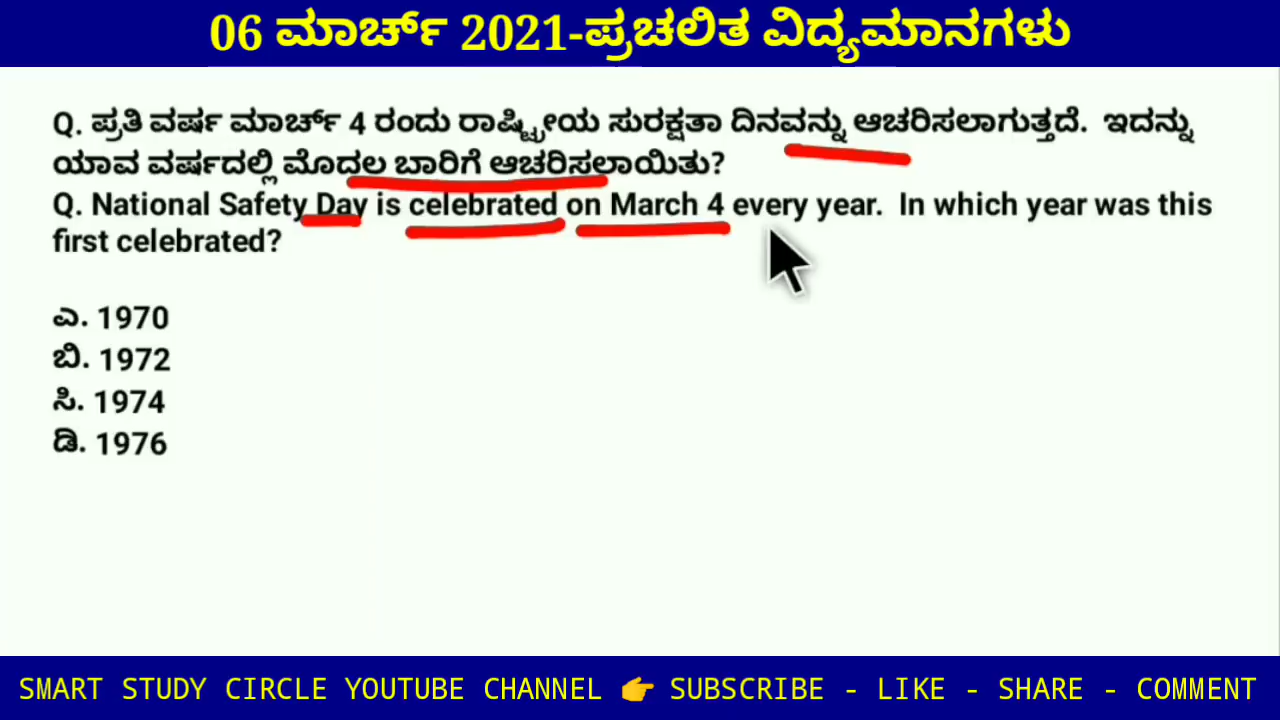 06 ಮಾರ್ಚ್ 2021-ಪ್ರಚಲಿತ ವಿದ್ಯಮಾನಗಳು
Q. ಪ್ರತಿ ವರ್ಷ ಮಾರ್ಚ್ 4 ರಂದು ರಾಷ್ಟ್ರೀಯ ಸುರಕ್ಷತಾ ದಿನವನ್ನು ಆಚರಿಸಲಾಗುತ್ತದೆ. ಇದನ್ನು
ಯಾವ ವರ್ಷದಲ್ಲಿ ಮೊದಲ ಬಾರಿಗೆ ಆಚರಿಸಲಾಯಿತು?
Q. National Safety Day is celebrated on March 4 every year. In which year was this
first celebrated?
ಎ. 1970
ಬಿ. 1972
ಸಿ. 1974
ಡಿ. 1976
SMART STUDY CIRCLE YOUTUBE CHANNEL 👉 SUBSCRIBE - LIKE - SHARE - COMMENT